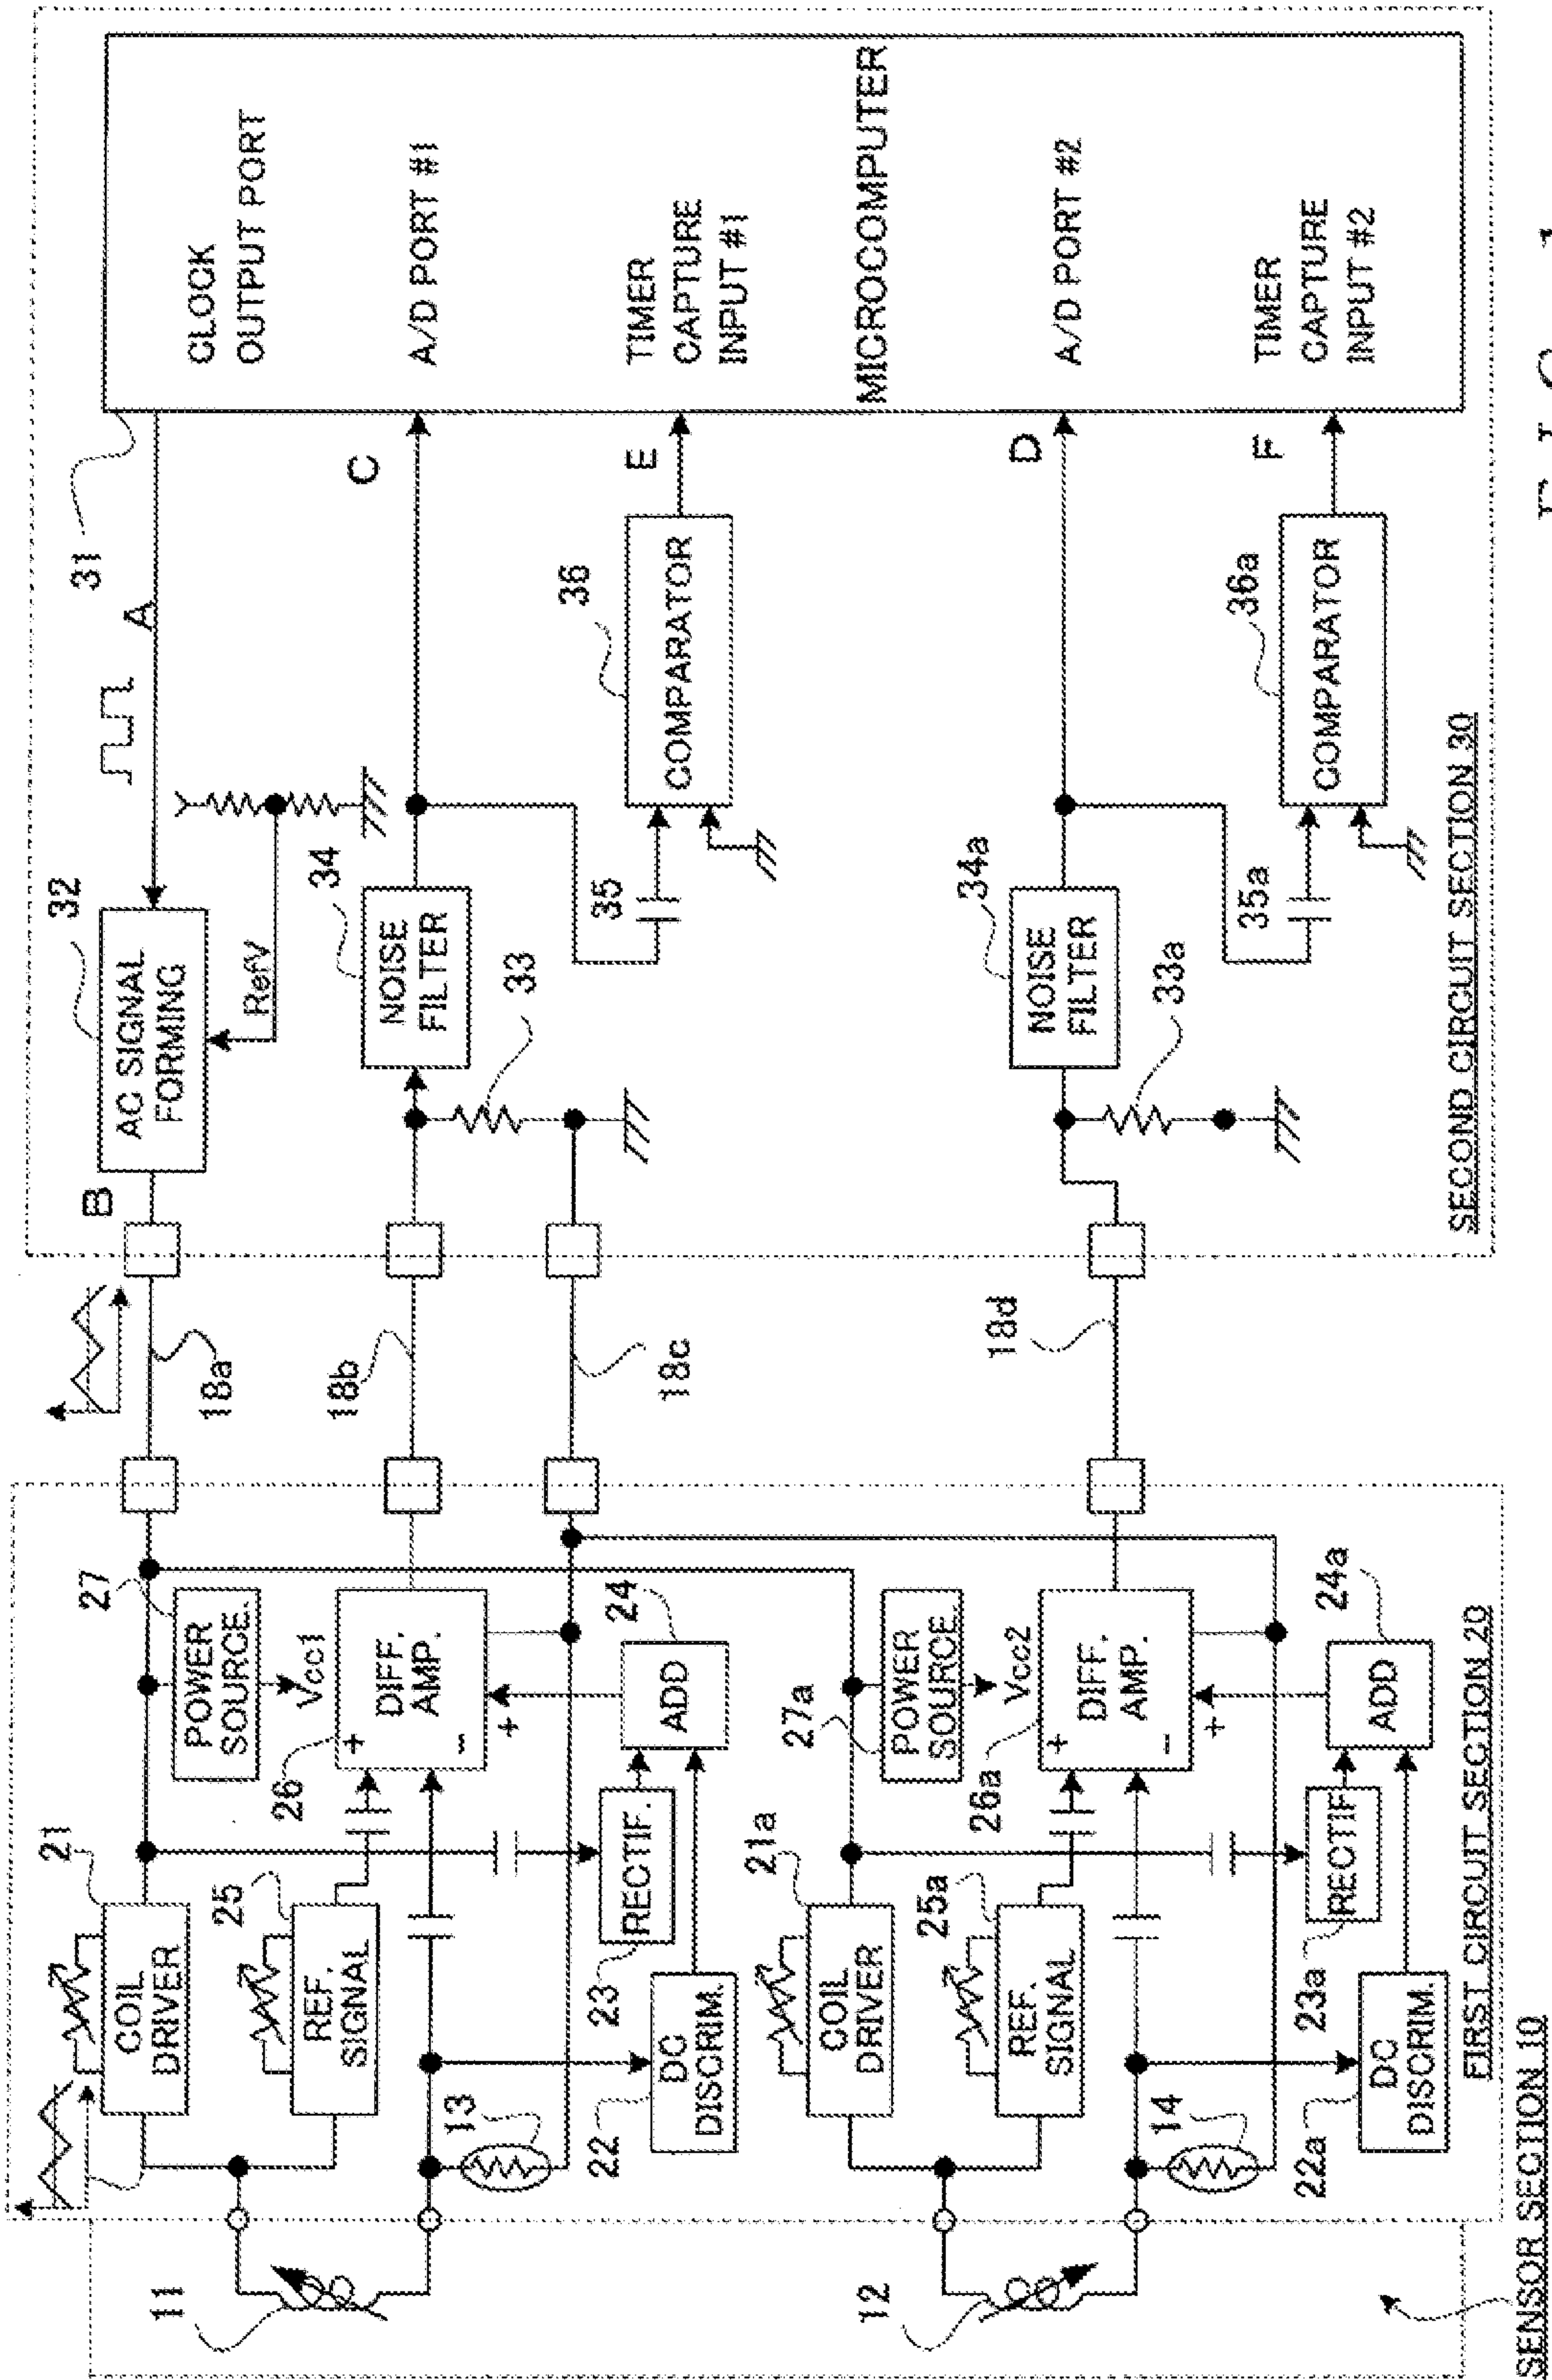 31
CLOCK
OUTPUT PORT
A/D PORT #1
TIMER
CAPTURE
INPUT #1
MICROCOMPUTER
A/D PORT #2
TIMER
CAPTURE
INPUT #2
A
C
E
D
F
32
AC SIGNAL
FORMING
RefV
B
34
NOISE
FILTER
33
35
36
COMPARATOR
34a
NOISE
FILTER
33a
35a
36a
COMPARATOR
SECOND CIRCUIT SECTION 30
18a
18b
18c
18d
21
COIL
DRIVER
27
POWER
SOURCE.
Vcc1
25
REF.
SIGNAL
26
+
DIFF.
AMP.
-
+
24
ADD
23
RECTIF.
22
DC
DISCRIM.
13
11
21a
COIL
DRIVER
27a
POWER
SOURCE.
Vcc2
25a
REF.
SIGNAL
26a
+
DIFF.
AMP.
-
+
24a
ADD
23a
RECTIF
22a
DC
DISCRIM.
14
12
FIRST CIRCUIT SECTION 20
SENSOR SECTION 10